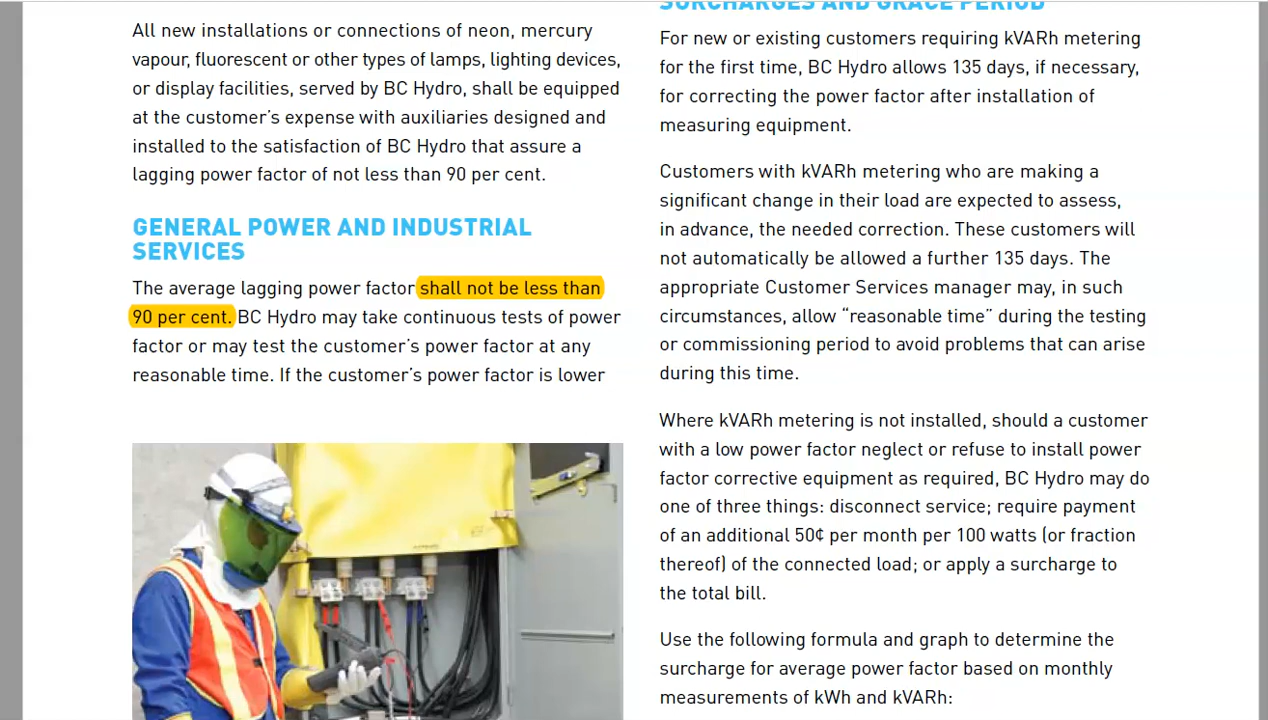 All new installations or connections of neon, mercury
vapour, fluorescent or other types of lamps, lighting devices,
or display facilities, served by BC Hydro, shall be equipped
at the customer's expense with auxiliaries designed and
installed to the satisfaction of BC Hydro that assure a
lagging power factor of not less than 90 per cent.
GENERAL POWER AND INDUSTRIAL
SERVICES
The average lagging power factor shall not be less than
90 per cent. BC Hydro may take continuous tests of power
factor or may test the customer's power factor at any
reasonable time. If the customer's power factor is lower
SURCHARGES AND GRACE PERIOD
For new or existing customers requiring kVARh metering
for the first time, BC Hydro allows 135 days, if necessary,
for correcting the power factor after installation of
measuring equipment.
Customers with kVARh metering who are making a
significant change in their load are expected to assess,
in advance, the needed correction. These customers will
not automatically be allowed a further 135 days. The
appropriate Customer Services manager may, in such
circumstances, allow “reasonable time” during the testing
or commissioning period to avoid problems that can arise
during this time.
Where kVARh metering is not installed, should a customer
with a low power factor neglect or refuse to install power
factor corrective equipment as required, BC Hydro may do
one of three things: disconnect service; require payment
of an additional 50¢ per month per 100 watts (or fraction
thereof) of the connected load; or apply a surcharge to
the total bill.
Use the following formula and graph to determine the
surcharge for average power factor based on monthly
measurements of kWh and kVARh: